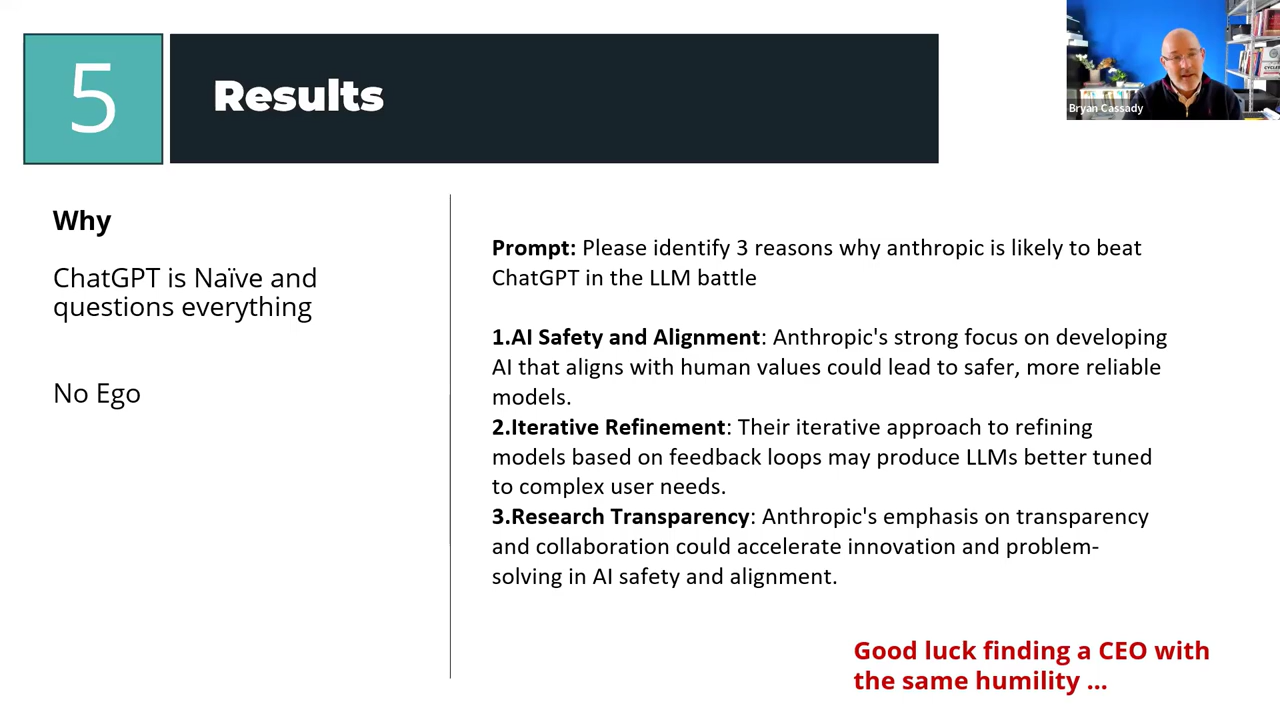 5
Results
Bryan Cassady
Why
ChatGPT is Naïve and
questions everything
No Ego
Prompt: Please identify 3 reasons why anthropic is likely to beat
ChatGPT in the LLM battle
1.AI Safety and Alignment: Anthropic's strong focus on developing
AI that aligns with human values could lead to safer, more reliable
models.
2.Iterative Refinement: Their iterative approach to refining
models based on feedback loops may produce LLMs better tuned
to complex user needs.
3.Research Transparency: Anthropic's emphasis on transparency
and collaboration could accelerate innovation and problem-
solving in AI safety and alignment.
Good luck finding a CEO with
the same humility ...